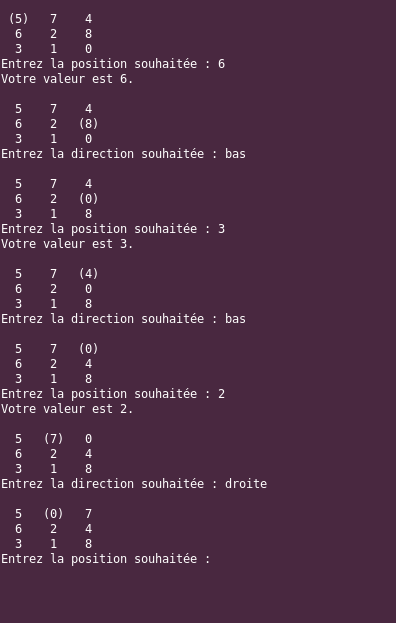 (5) 7 4
6 2 8
3 1 0
Entrez la position souhaitée : 6
Votre valeur est 6.
5 7 4
6 2 (8)
3 1 0
Entrez la direction souhaitée : bas
5 7 4
6 2 (0)
3 1 8
Entrez la position souhaitée : 3
Votre valeur est 3.
5 7 (4)
6 2 0
3 1 8
Entrez la direction souhaitée : bas
5 7 (0)
6 2 4
3 1 8
Entrez la position souhaitée : 2
Votre valeur est 2.
5 (7) 0
6 2 4
3 1 8
Entrez la direction souhaitée : droite
5 (0) 7
6 2 4
3 1 8
Entrez la position souhaitée :